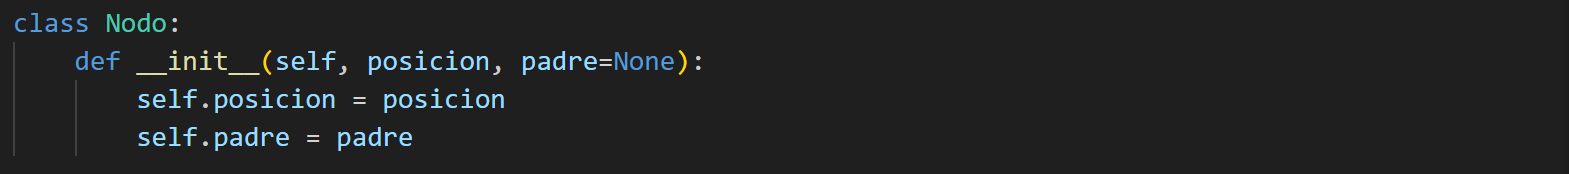 class Nodo:
    def __init__(self, posicion, padre=None):
        self.posicion = posicion
        self.padre = padre